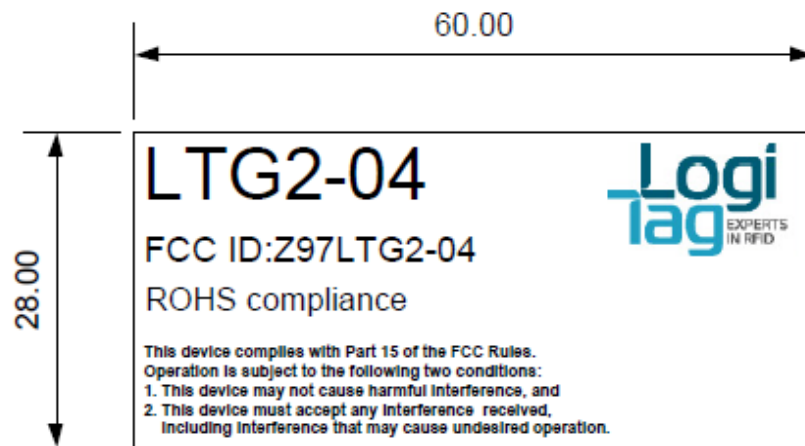 60.00
28.00
LTG2-04
Logi
Tag
EXPERTS
IN RFID
FCC ID:Z97LTG2-04
ROHS compliance
This device complies with Part 15 of the FCC Rules.
Operation is subject to the following two conditions:
1. This device may not cause harmful interference, and
2. This device must accept any interference received,
including interference that may cause undesired operation.